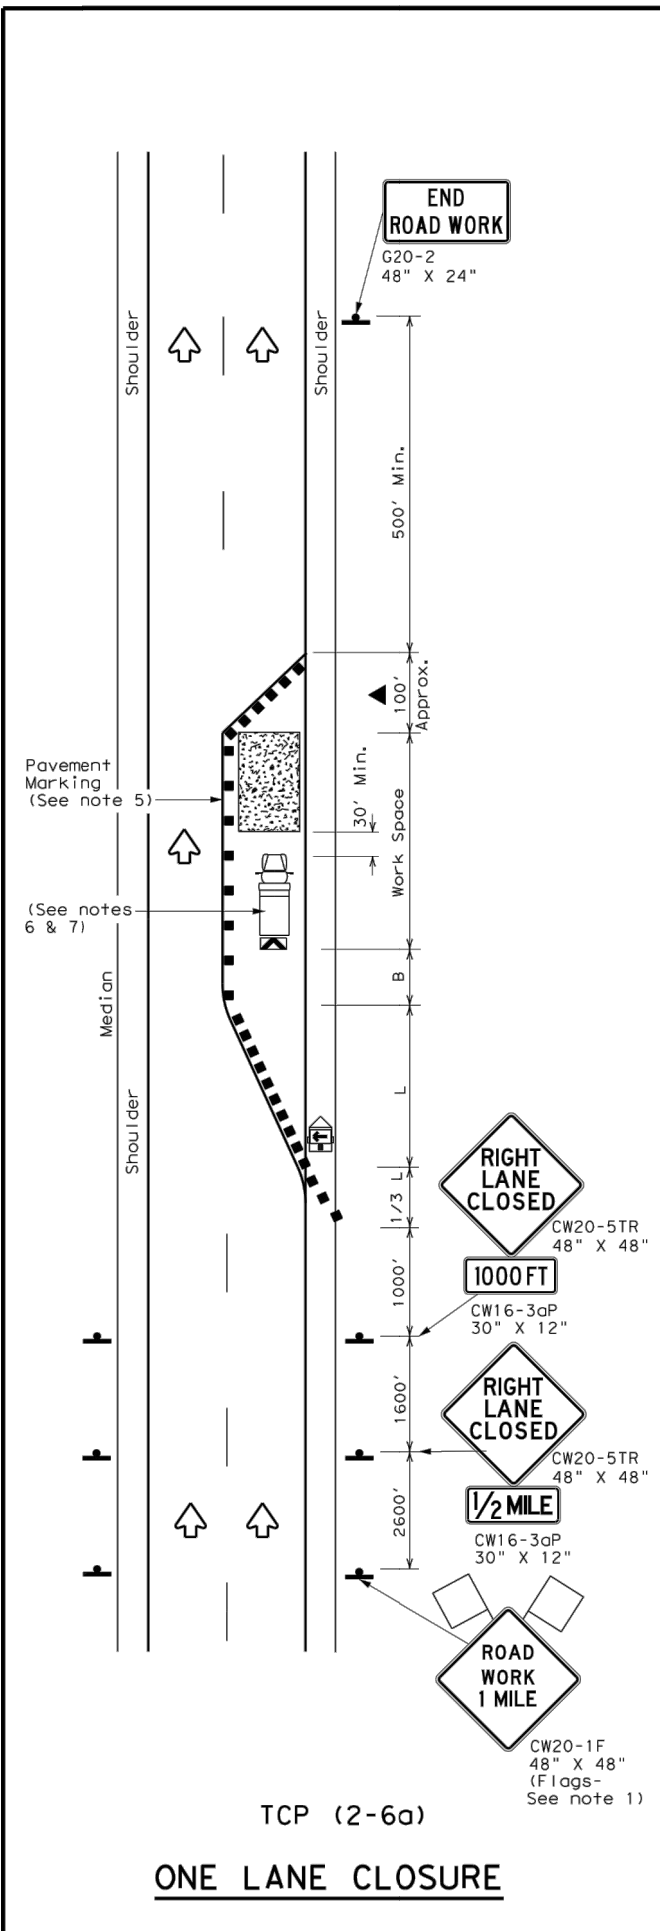 END
ROAD WORK
G20-2
48" X 24"
Shoulder
Shoulder
500' Min.
100'
Approx.
30' Min.
Pavement
Marking
(See note 5)
Work Space
(See notes
6 & 7)
B
Median
Shoulder
L
1/3 L
RIGHT
LANE
CLOSED
CW20-5TR
48" X 48"
1000 FT
CW16-3aP
30" X 12"
1000'
1600'
RIGHT
LANE
CLOSED
CW20-5TR
48" X 48"
1/2 MILE
CW16-3aP
30" X 12"
2600'
ROAD
WORK
1 MILE
CW20-1F
48" X 48"
(Flags-
See note 1)
TCP (2-6a)
ONE LANE CLOSURE